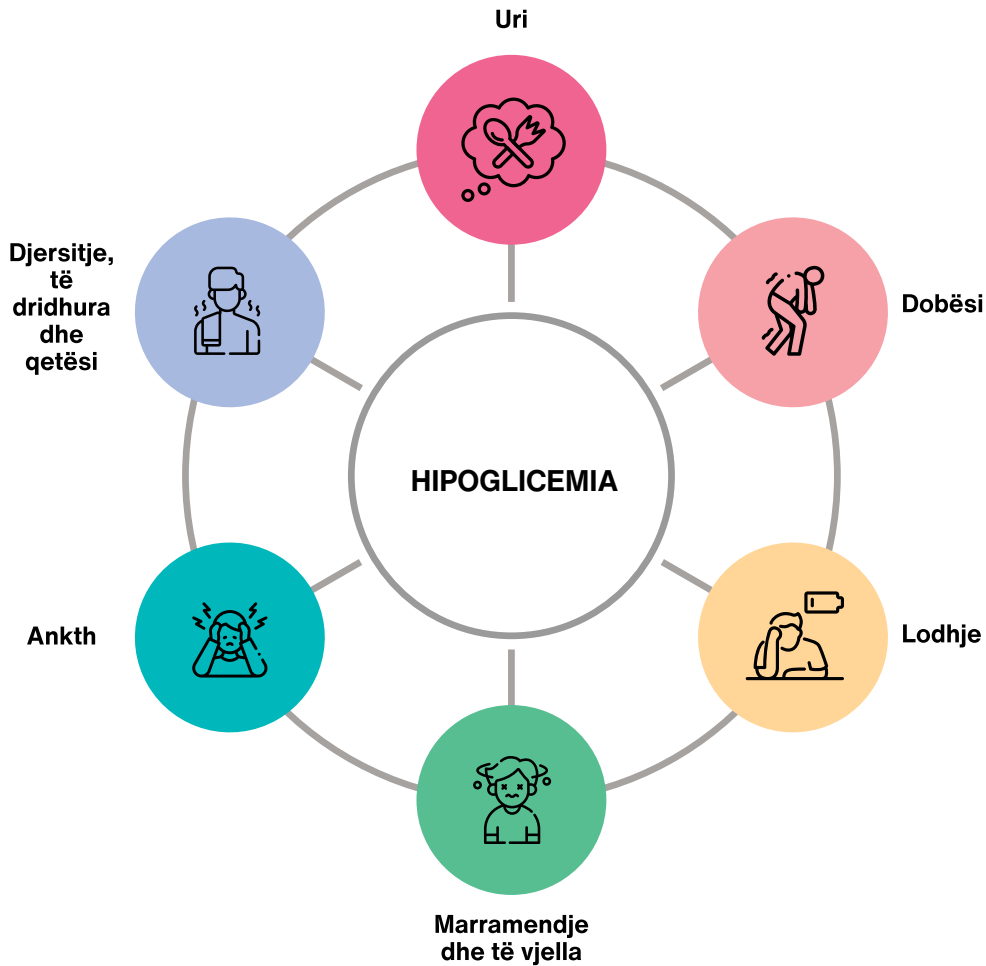 Uri
Dobësi
Lodhje
Marramendje
dhe të vjella
Ankth
Djersitje,
të
dridhura
dhe
qetësi
HIPOGLICEMIA